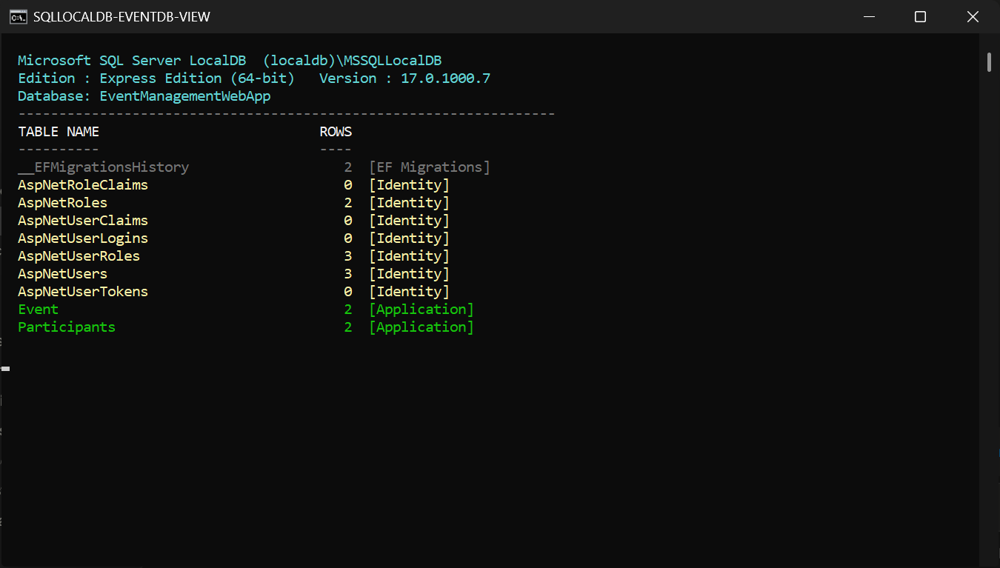 SQLLOCALDB-EVENTDB-VIEW
Microsoft SQL Server LocalDB  (localdb)\MSSQLLocalDB
Edition : Express Edition (64-bit)   Version : 17.0.1000.7
Database: EventManagementWebApp
------------------------------------------------------------------
TABLE NAME                           ROWS
----------                           ----
__EFMigrationsHistory                   2  [EF Migrations]
AspNetRoleClaims                        0  [Identity]
AspNetRoles                             2  [Identity]
AspNetUserClaims                        0  [Identity]
AspNetUserLogins                        0  [Identity]
AspNetUserRoles                         3  [Identity]
AspNetUsers                             3  [Identity]
AspNetUserTokens                        0  [Identity]
Event                                   2  [Application]
Participants                            2  [Application]